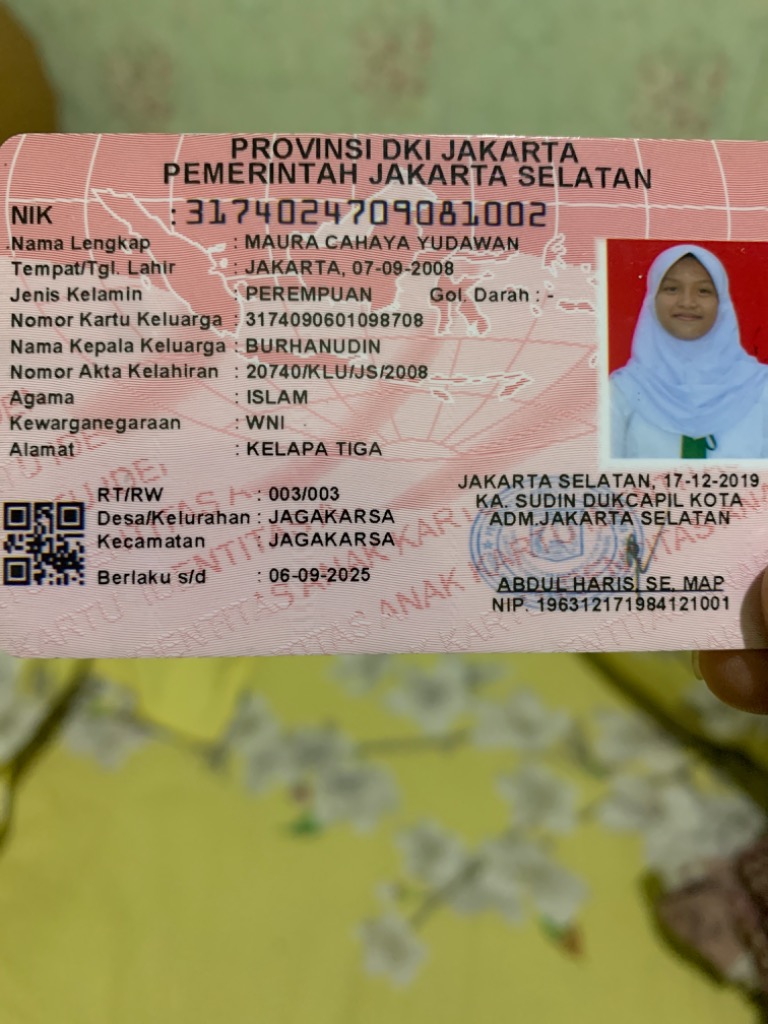 PROVINSI DKI JAKARTA
PEMERINTAH JAKARTA SELATAN
NIK : 3174024709081002
Nama Lengkap : MAURA CAHAYA YUDAWAN
Tempat/Tgl. Lahir : JAKARTA, 07-09-2008
Jenis Kelamin : PEREMPUAN Gol. Darah : -
Nomor Kartu Keluarga : 3174090601098708
Nama Kepala Keluarga : BURHANUDIN
Nomor Akta Kelahiran : 20740/KLU/JS/2008
Agama : ISLAM
Kewarganegaraan : WNI
Alamat : KELAPA TIGA
RT/RW : 003/003
Desa/Kelurahan : JAGAKARSA
Kecamatan : JAGAKARSA
Berlaku s/d : 06-09-2025
JAKARTA SELATAN, 17-12-2019
KA. SUDIN DUKCAPIL KOTA
ADM.JAKARTA SELATAN
ABDUL HARIS, SE. MAP
NIP. 196312171984121001
KARTU IDENTITAS ANAK